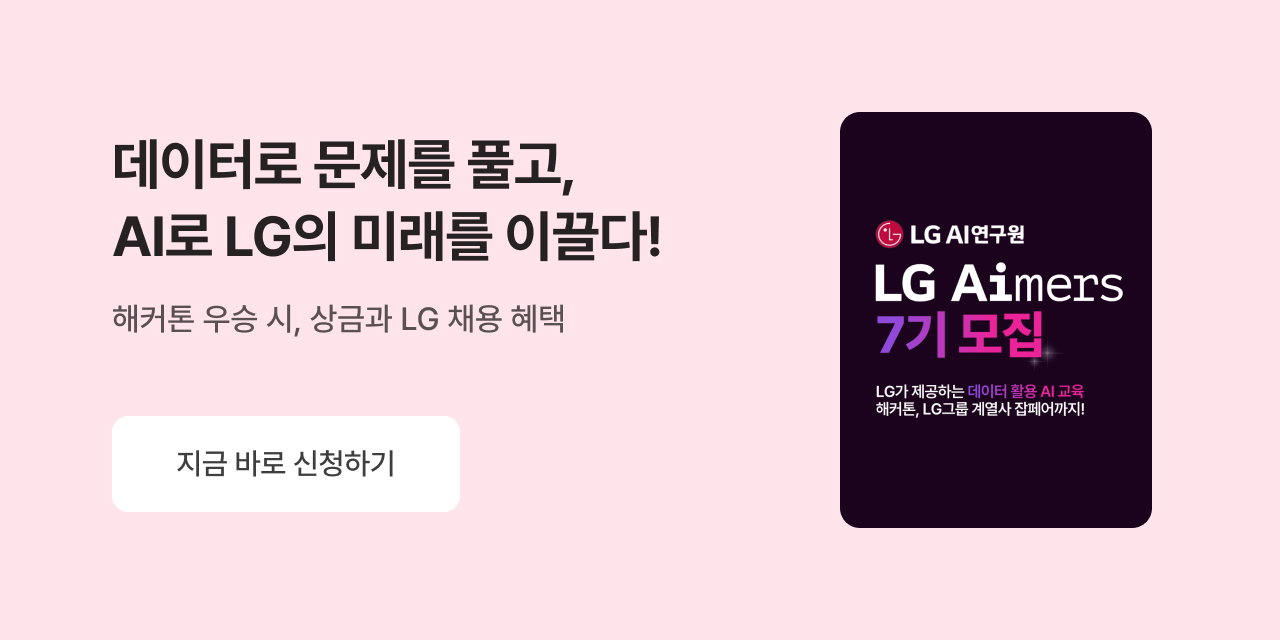 데이터로 문제를 풀고,
AI로 LG의 미래를 이끌다!
해커톤 우승 시, 상금과 LG 채용 혜택
지금 바로 신청하기
LG AI연구원
LG Aimers
7기 모집
LG가 제공하는 데이터 활용 AI 교육
해커톤, LG그룹 계열사 잡페어까지!